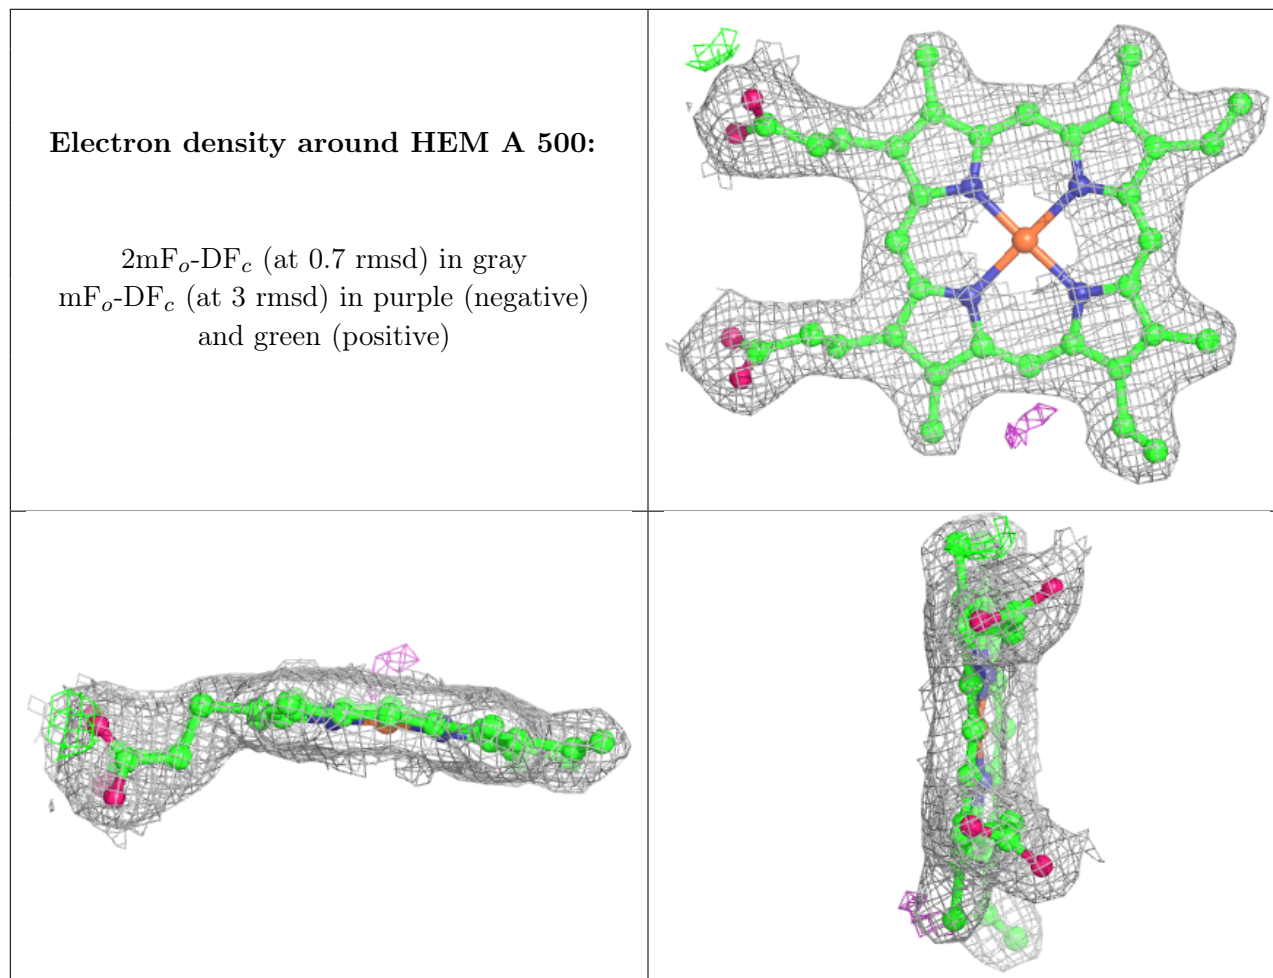 Electron density around HEM A 500:
2mFo-DFc (at 0.7 rmsd) in gray
mFo-DFc (at 3 rmsd) in purple (negative)
and green (positive)